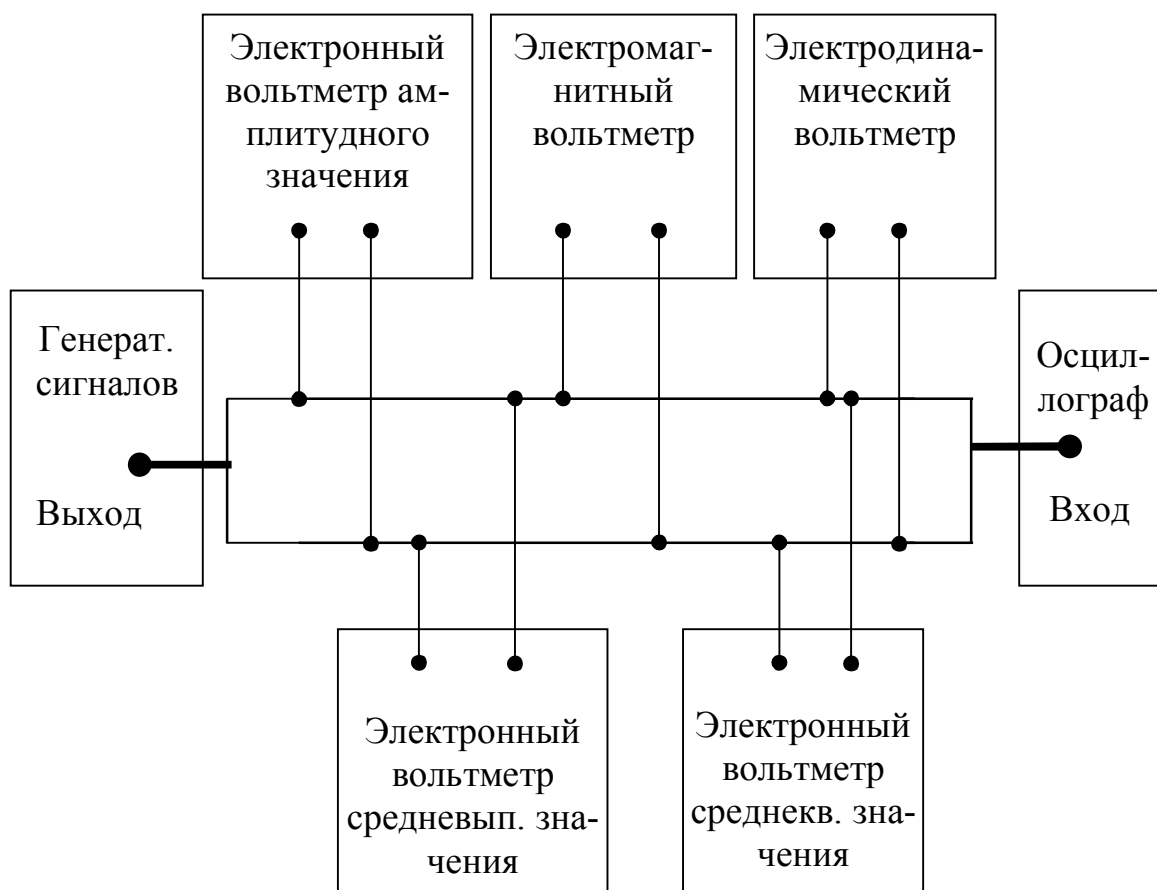 Электронный
вольтметр ам-
плитудного
значения
Электромаг-
нитный
вольтметр
Электродина-
мический
вольтметр
Генерат.
сигналов
Выход
Осцил-
лограф
Вход
Электронный
вольтметр
средневып. зна-
чения
Электронный
вольтметр
среднекв. зна-
чения